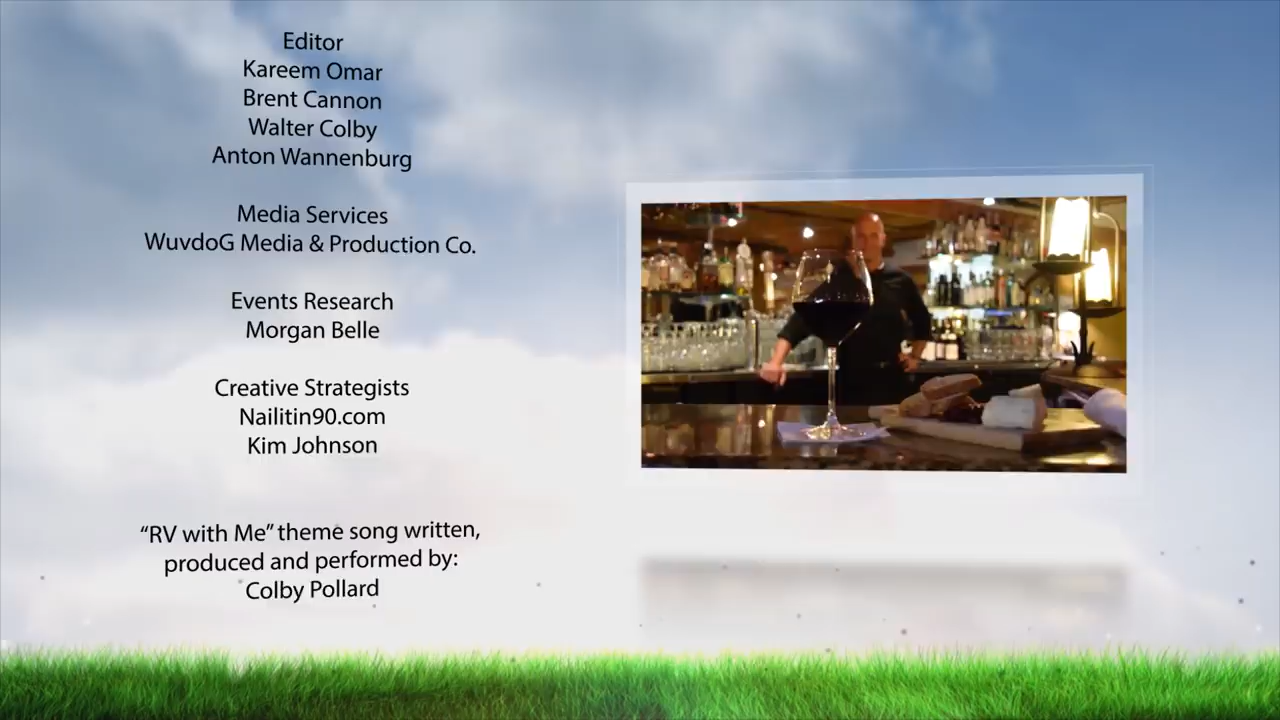 Editor
Kareem Omar
Brent Cannon
Walter Colby
Anton Wannenburg
Media Services
WuvdoG Media & Production Co.
Events Research
Morgan Belle
Creative Strategists
Nailitin90.com
Kim Johnson
“RV with Me” theme song written,
produced and performed by:
Colby Pollard